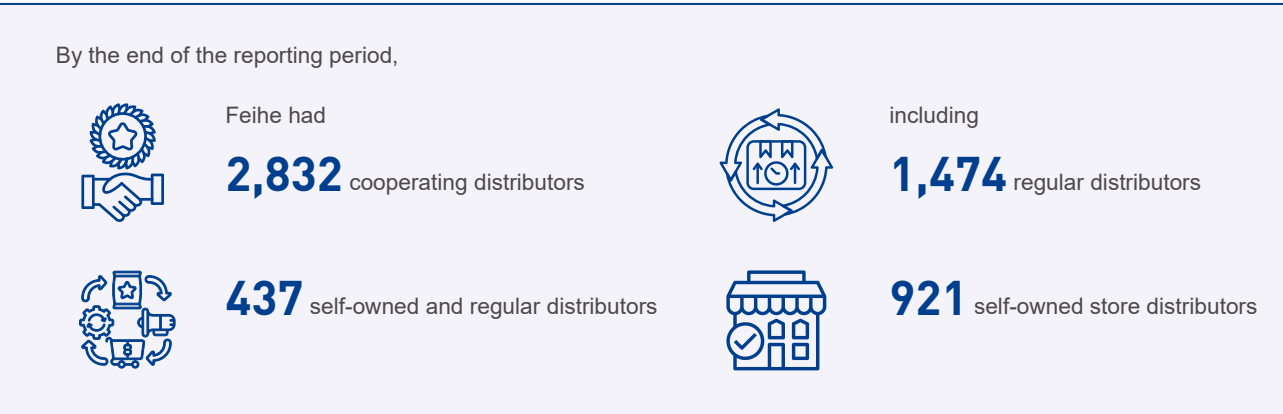 By the end of the reporting period,
Feihe had
2,832 cooperating distributors
including
1,474 regular distributors
437 self-owned and regular distributors
921 self-owned store distributors